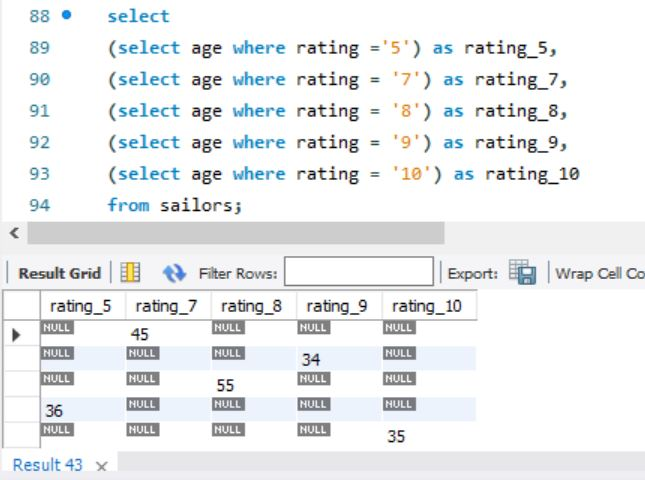 88 select
89 (select age where rating ='5') as rating_5,
90 (select age where rating = '7') as rating_7,
91 (select age where rating = '8') as rating_8,
92 (select age where rating = '9') as rating_9,
93 (select age where rating = '10') as rating_10
94 from sailors;
Result Grid Filter Rows: Export: Wrap Cell Co
rating_5 rating_7 rating_8 rating_9 rating_10
NULL 45 NULL NULL NULL
NULL NULL NULL 34 NULL
NULL NULL 55 NULL NULL
36 NULL NULL NULL NULL
NULL NULL NULL NULL 35
Result 43 x